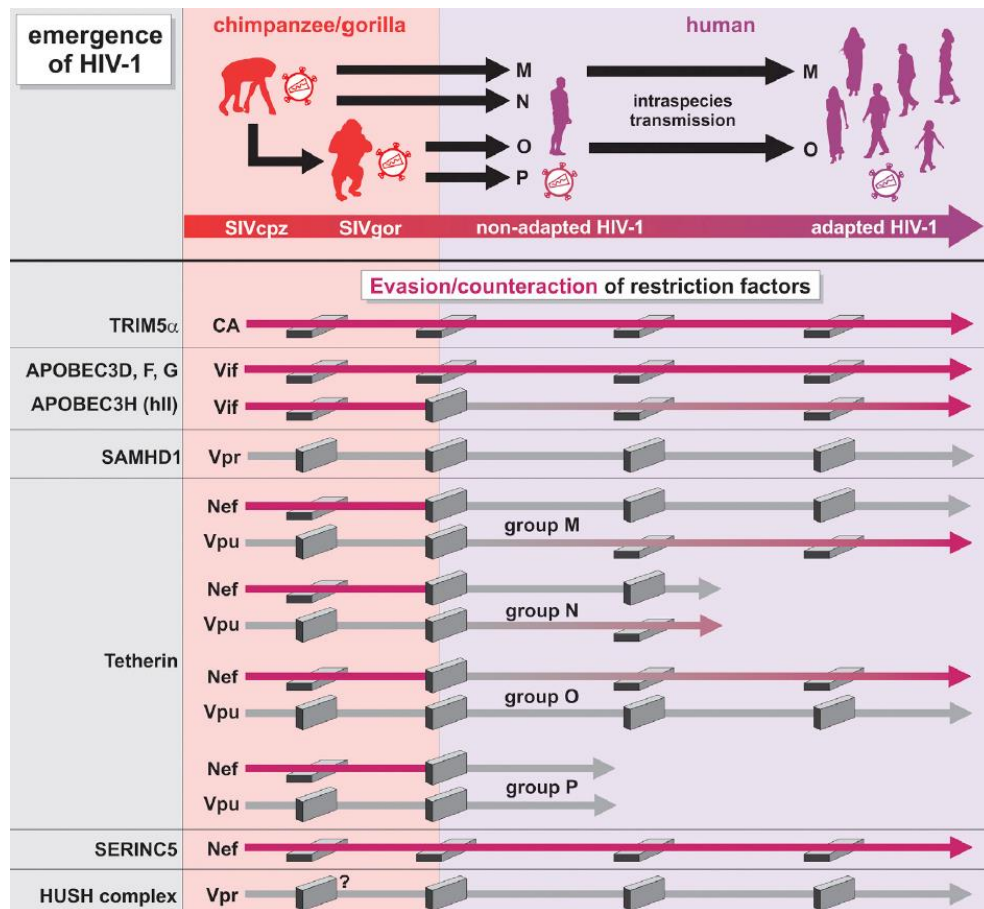 emergence
of HIV-1
chimpanzee/gorilla
human
M
N
O
P
intraspecies
transmission
M
O
SIVcpz
SIVgor
non-adapted HIV-1
adapted HIV-1
Evasion/counteraction of restriction factors
TRIM5α
CA
APOBEC3D, F, G
Vif
APOBEC3H (hII)
Vif
SAMHD1
Vpr
Tetherin
Nef
group M
Vpu
Nef
group N
Vpu
Nef
group O
Vpu
Nef
group P
Vpu
SERINC5
Nef
HUSH complex
Vpr
?